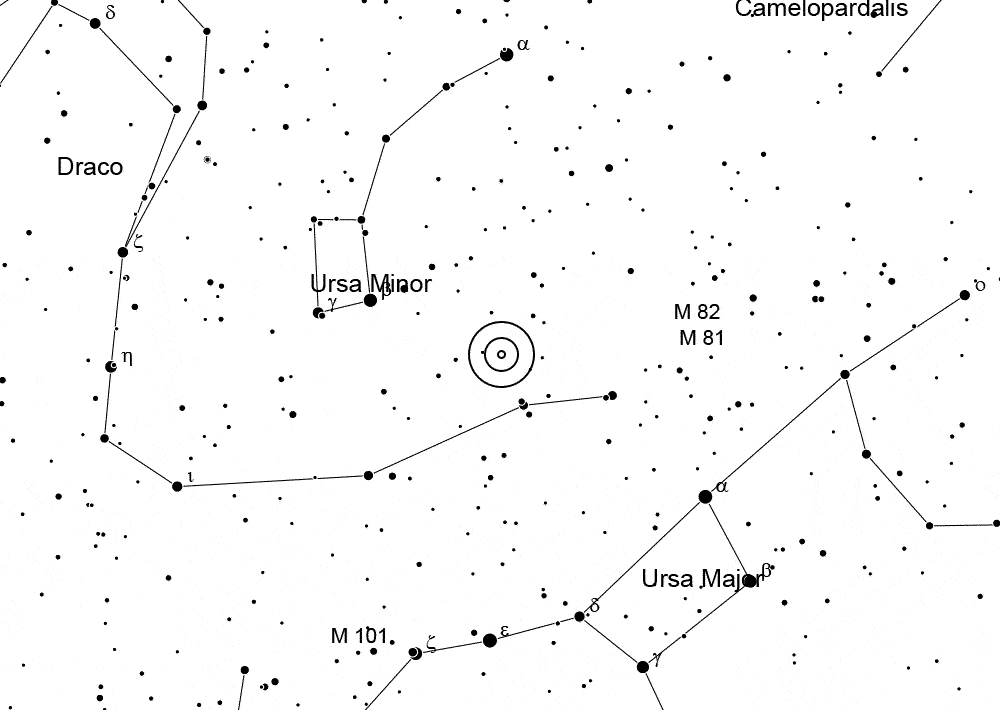 Camelopardalis
δ
α
Draco
ζ
Ursa Minor
β
γ
ο
M 82
M 81
η
ι
α
Ursa Major
β
δ
M 101
ζ
ε
γ